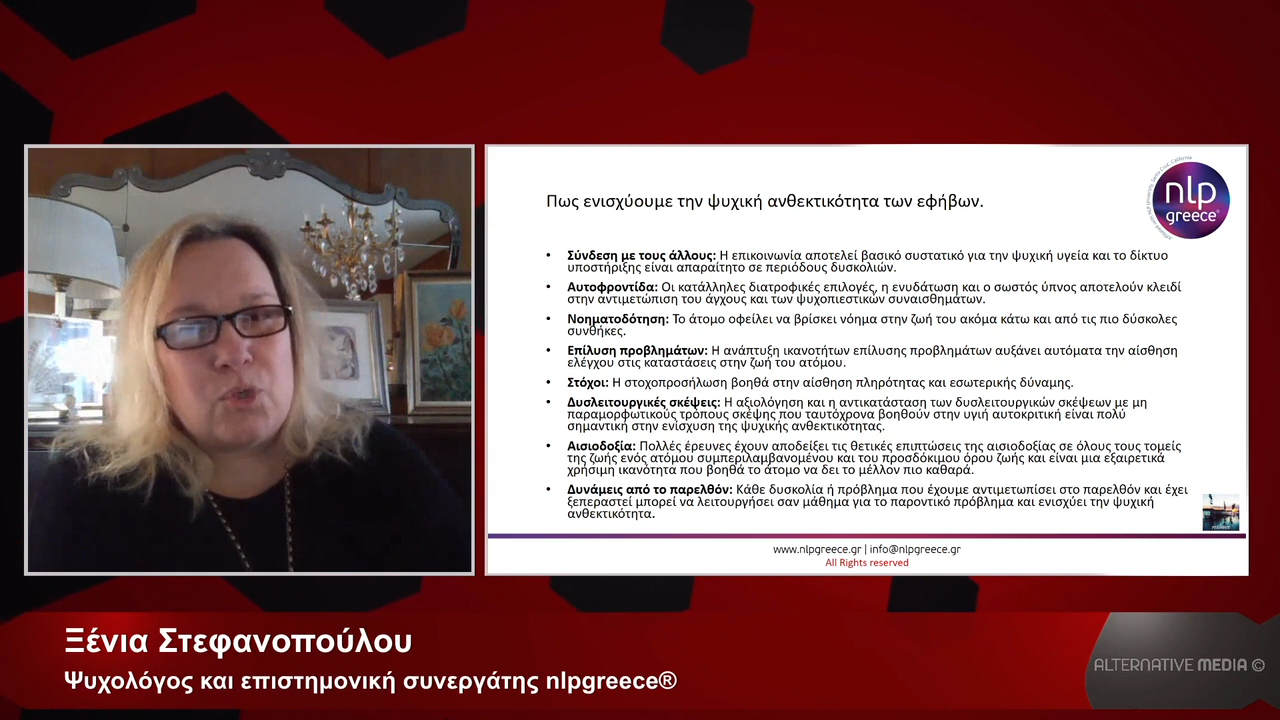 Πως ενισχύουμε την ψυχική ανθεκτικότητα των εφήβων.
nlp
greece
• Σύνδεση με τους άλλους: Η επικοινωνία αποτελεί βασικό συστατικό για την ψυχική υγεία και το δίκτυο
υποστήριξης είναι απαραίτητο σε περιόδους δυσκολιών.
• Αυτοφροντίδα: Οι κατάλληλες διατροφικές επιλογές, η ενυδάτωση και ο σωστός ύπνος αποτελούν κλειδί
στην αντιμετώπιση του άγχους και των ψυχοπιεστικών συναισθημάτων.
• Νοηματοδότηση: Το άτομο οφείλει να βρίσκει νόημα στην ζωή του ακόμα κάτω και από τις πιο δύσκολες
συνθήκες.
• Επίλυση προβλημάτων: Η ανάπτυξη ικανοτήτων επίλυσης προβλημάτων αυξάνει αυτόματα την αίσθηση
ελέγχου στις καταστάσεις στην ζωή του ατόμου.
• Στόχοι: Η στοχοπροσήλωση βοηθά στην αίσθηση πληρότητας και εσωτερικής δύναμης.
• Δυσλειτουργικές σκέψεις: Η αξιολόγηση και η αντικατάσταση των δυσλειτουργικών σκέψεων με μη
παραμορφωτικούς τρόπους σκέψης που ταυτόχρονα βοηθούν στην υγιή αυτοκριτική είναι πολύ
σημαντική στην ενίσχυση της ψυχικής ανθεκτικότητας.
• Αισιοδοξία: Πολλές έρευνες έχουν αποδείξει τις θετικές επιπτώσεις της αισιοδοξίας σε όλους τους τομείς
της ζωής ενός ατόμου συμπεριλαμβανομένου και του προσδόκιμου όρου ζωής και είναι μια εξαιρετικά
χρήσιμη ικανότητα που βοηθά το άτομο να δει το μέλλον πιο καθαρά.
• Δυνάμεις από το παρελθόν: Κάθε δυσκολία ή πρόβλημα που έχουμε αντιμετωπίσει στο παρελθόν και έχει
ξεπεραστεί μπορεί να λειτουργήσει σαν μάθημα για το παροντικό πρόβλημα και ενισχύει την ψυχική
ανθεκτικότητα.
www.nlpgreece.gr | info@nlpgreece.gr
All Rights reserved
Ξένια Στεφανοπούλου
Ψυχολόγος και επιστημονική συνεργάτης nlpgreece®
ALTERNATIVE MEDIA ©